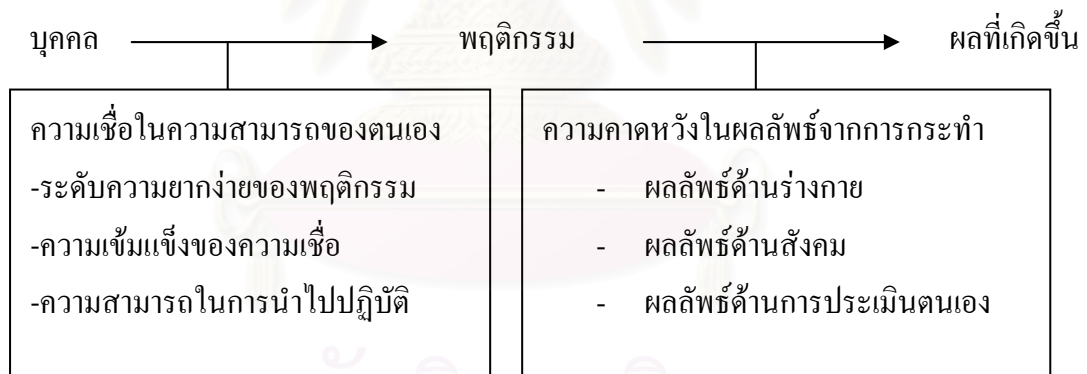 บุคคล พฤติกรรม ผลที่เกิดขึ้น
ความเชื่อในความสามารถของตนเอง
-ระดับความยากง่ายของพฤติกรรม
-ความเข้มแข็งของความเชื่อ
-ความสามารถในการนำไปปฏิบัติ
ความคาดหวังในผลลัพธ์จากการกระทำ
- ผลลัพธ์ด้านร่างกาย
- ผลลัพธ์ด้านสังคม
- ผลลัพธ์ด้านการประเมินตนเอง